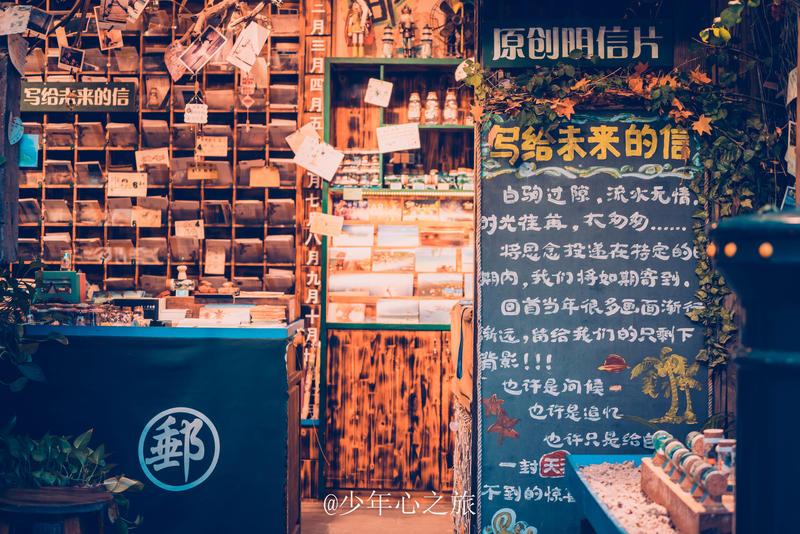 原创明信片
写给未来的信
二月三月四月五
七月八月九月十月
写给未来的信
白驹过隙，流水无情。
时光荏苒，太匆匆……
将思念投递在特定的日
期内，我们将如期寄到。
回首当年很多画面渐行
渐远，留给我们的只剩下
背影！！！
也许是问候
也许是追忆
也许只是给自
一封
不到的惊
郵
@少年心之旅